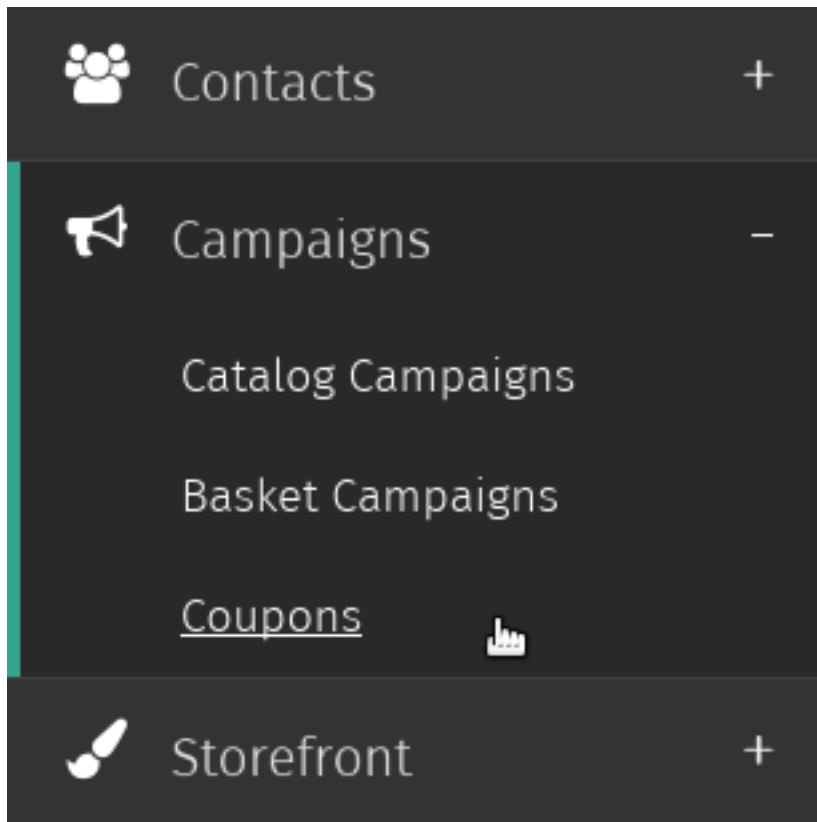 Contacts +
Campaigns −
Catalog Campaigns
Basket Campaigns
Coupons
Storefront +